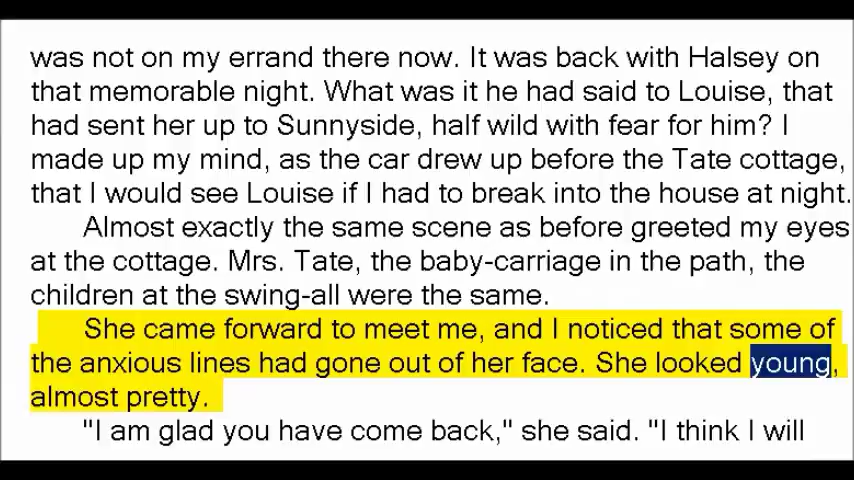 was not on my errand there now. It was back with Halsey on
that memorable night. What was it he had said to Louise, that
had sent her up to Sunnyside, half wild with fear for him? I
made up my mind, as the car drew up before the Tate cottage,
that I would see Louise if I had to break into the house at night.
Almost exactly the same scene as before greeted my eyes
at the cottage. Mrs. Tate, the baby-carriage in the path, the
children at the swing-all were the same.
She came forward to meet me, and I noticed that some of
the anxious lines had gone out of her face. She looked young,
almost pretty.
"I am glad you have come back," she said. "I think I will